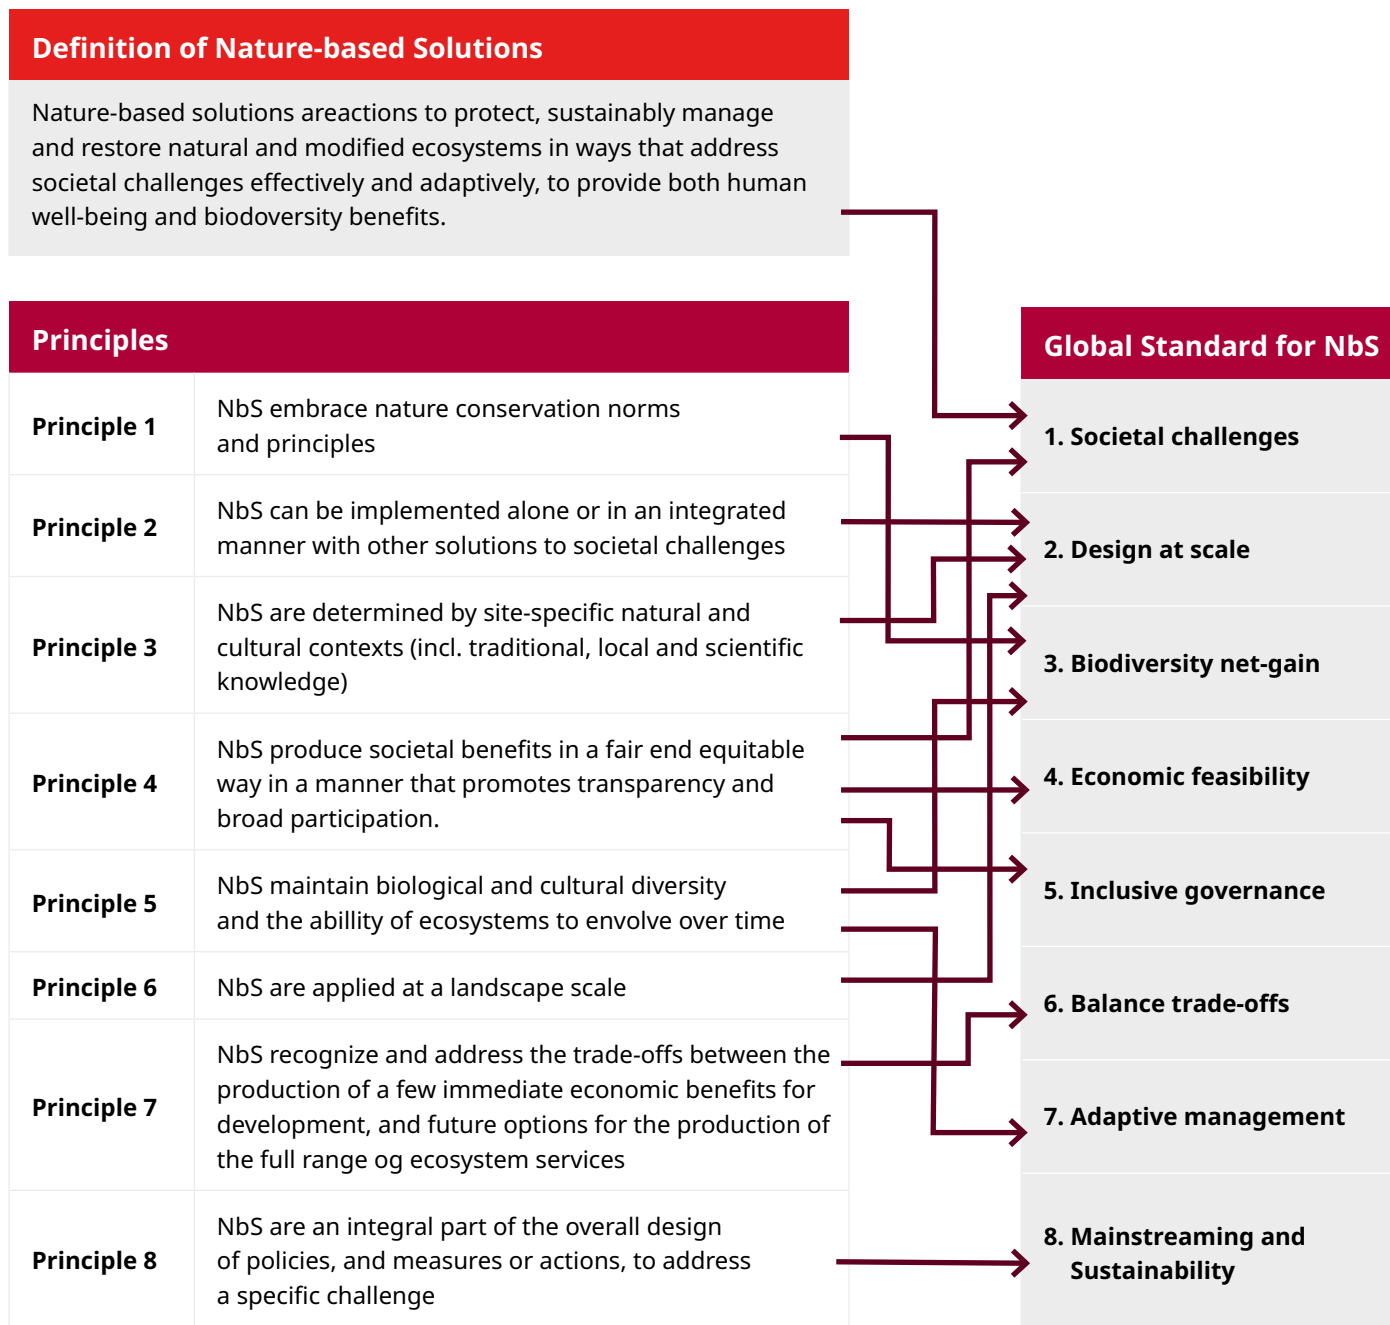 Definition of Nature-based Solutions
Nature-based solutions areactions to protect, sustainably manage
and restore natural and modified ecosystems in ways that address
societal challenges effectively and adaptively, to provide both human
well-being and biodoversity benefits.
Principles
Principle 1
NbS embrace nature conservation norms
and principles
Principle 2
NbS can be implemented alone or in an integrated
manner with other solutions to societal challenges
Principle 3
NbS are determined by site-specific natural and
cultural contexts (incl. traditional, local and scientific
knowledge)
Principle 4
NbS produce societal benefits in a fair end equitable
way in a manner that promotes transparency and
broad participation.
Principle 5
NbS maintain biological and cultural diversity
and the abillity of ecosystems to envolve over time
Principle 6
NbS are applied at a landscape scale
Principle 7
NbS recognize and address the trade-offs between the
production of a few immediate economic benefits for
development, and future options for the production of
the full range og ecosystem services
Principle 8
NbS are an integral part of the overall design
of policies, and measures or actions, to address
a specific challenge
Global Standard for NbS
1. Societal challenges
2. Design at scale
3. Biodiversity net-gain
4. Economic feasibility
5. Inclusive governance
6. Balance trade-offs
7. Adaptive management
8. Mainstreaming and
Sustainability